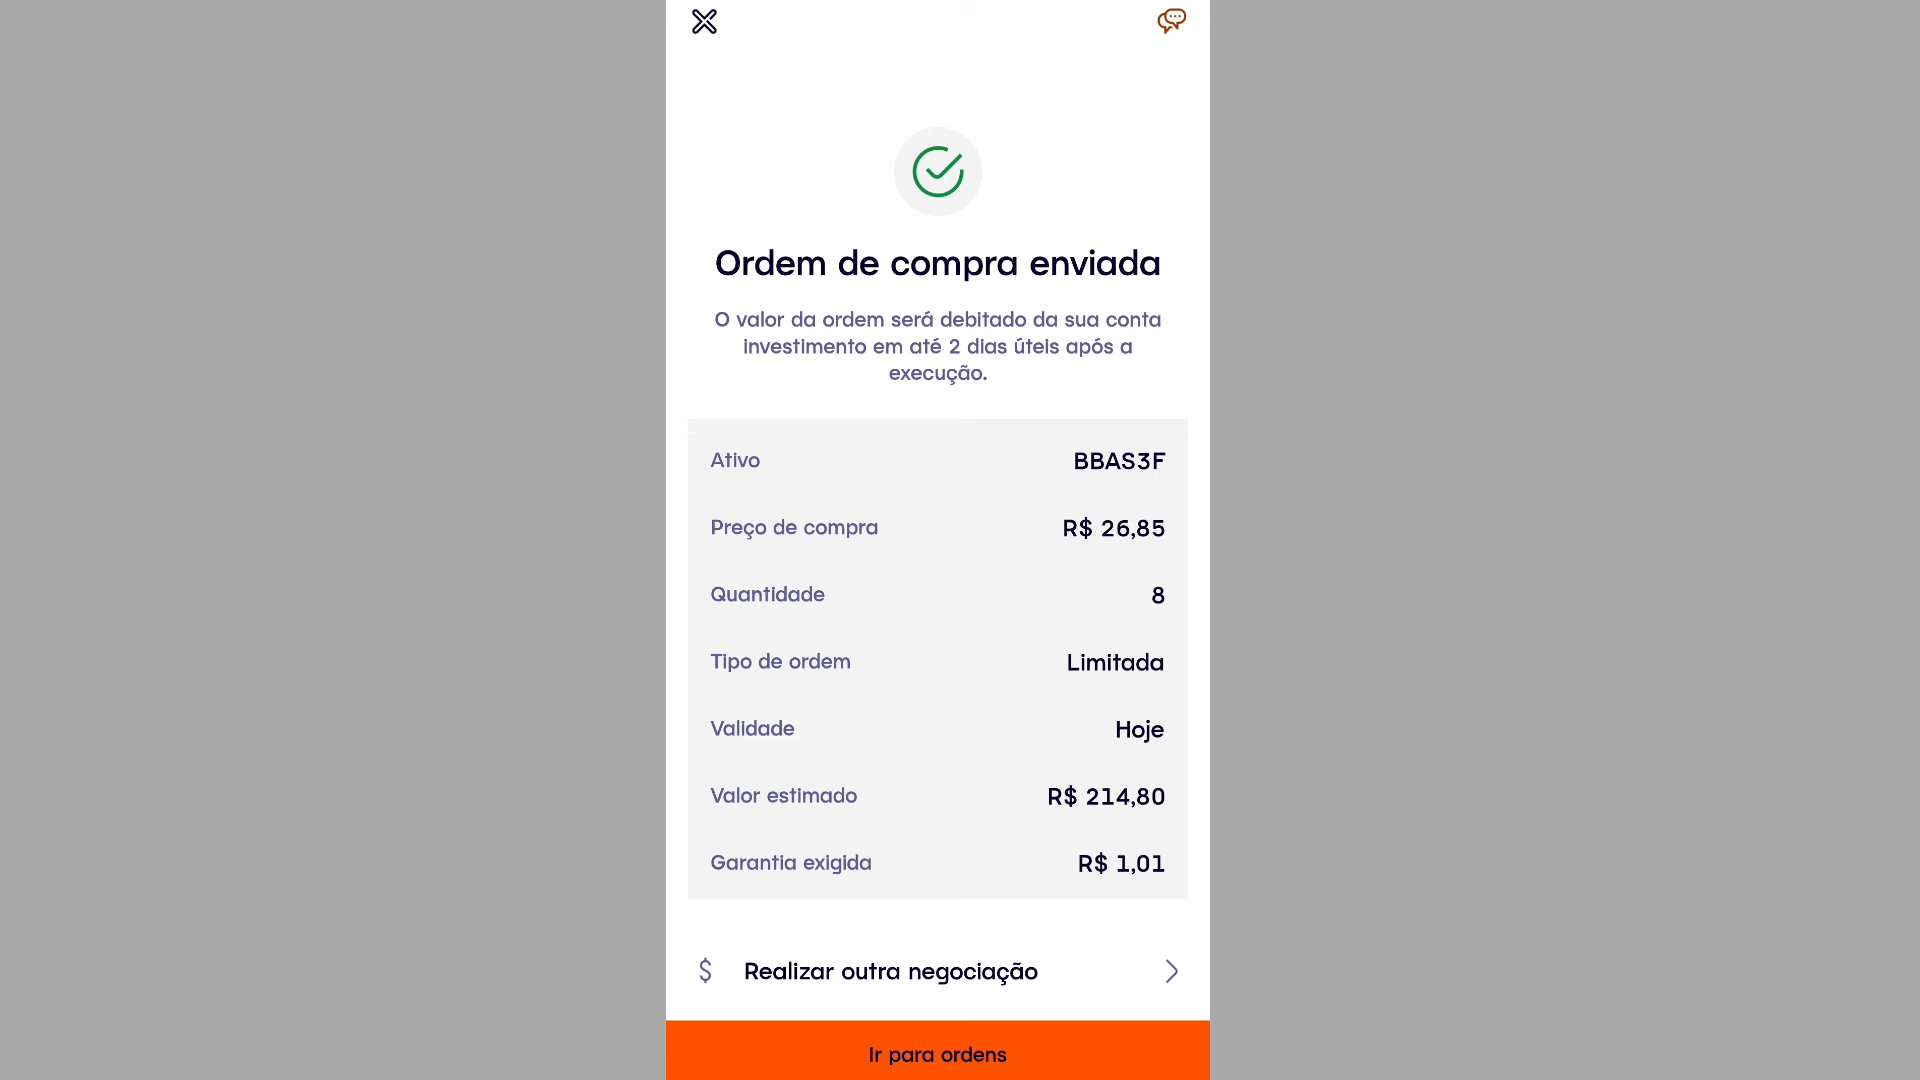 Ordem de compra enviada
O valor da ordem será debitado da sua conta
investimento em até 2 dias úteis após a
execução.
Ativo BBAS3F
Preço de compra R$ 26,85
Quantidade 8
Tipo de ordem Limitada
Validade Hoje
Valor estimado R$ 214,80
Garantia exigida R$ 1,01
$ Realizar outra negociação
Ir para ordens